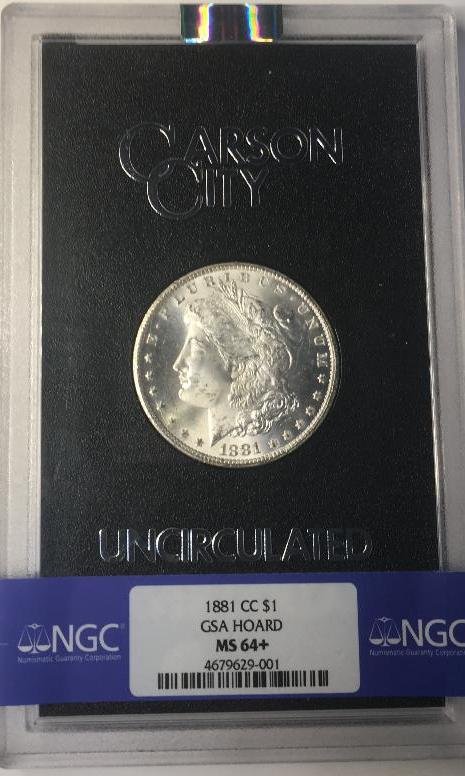 CARSON
CITY
E·PLURIBUS·UNUM
1881
UNCIRCULATED
NGC®
Numismatic Guaranty Corporation
1881 CC $1
GSA HOARD
MS 64+
4679629-001
NGC
Numismatic Guaranty Corporation